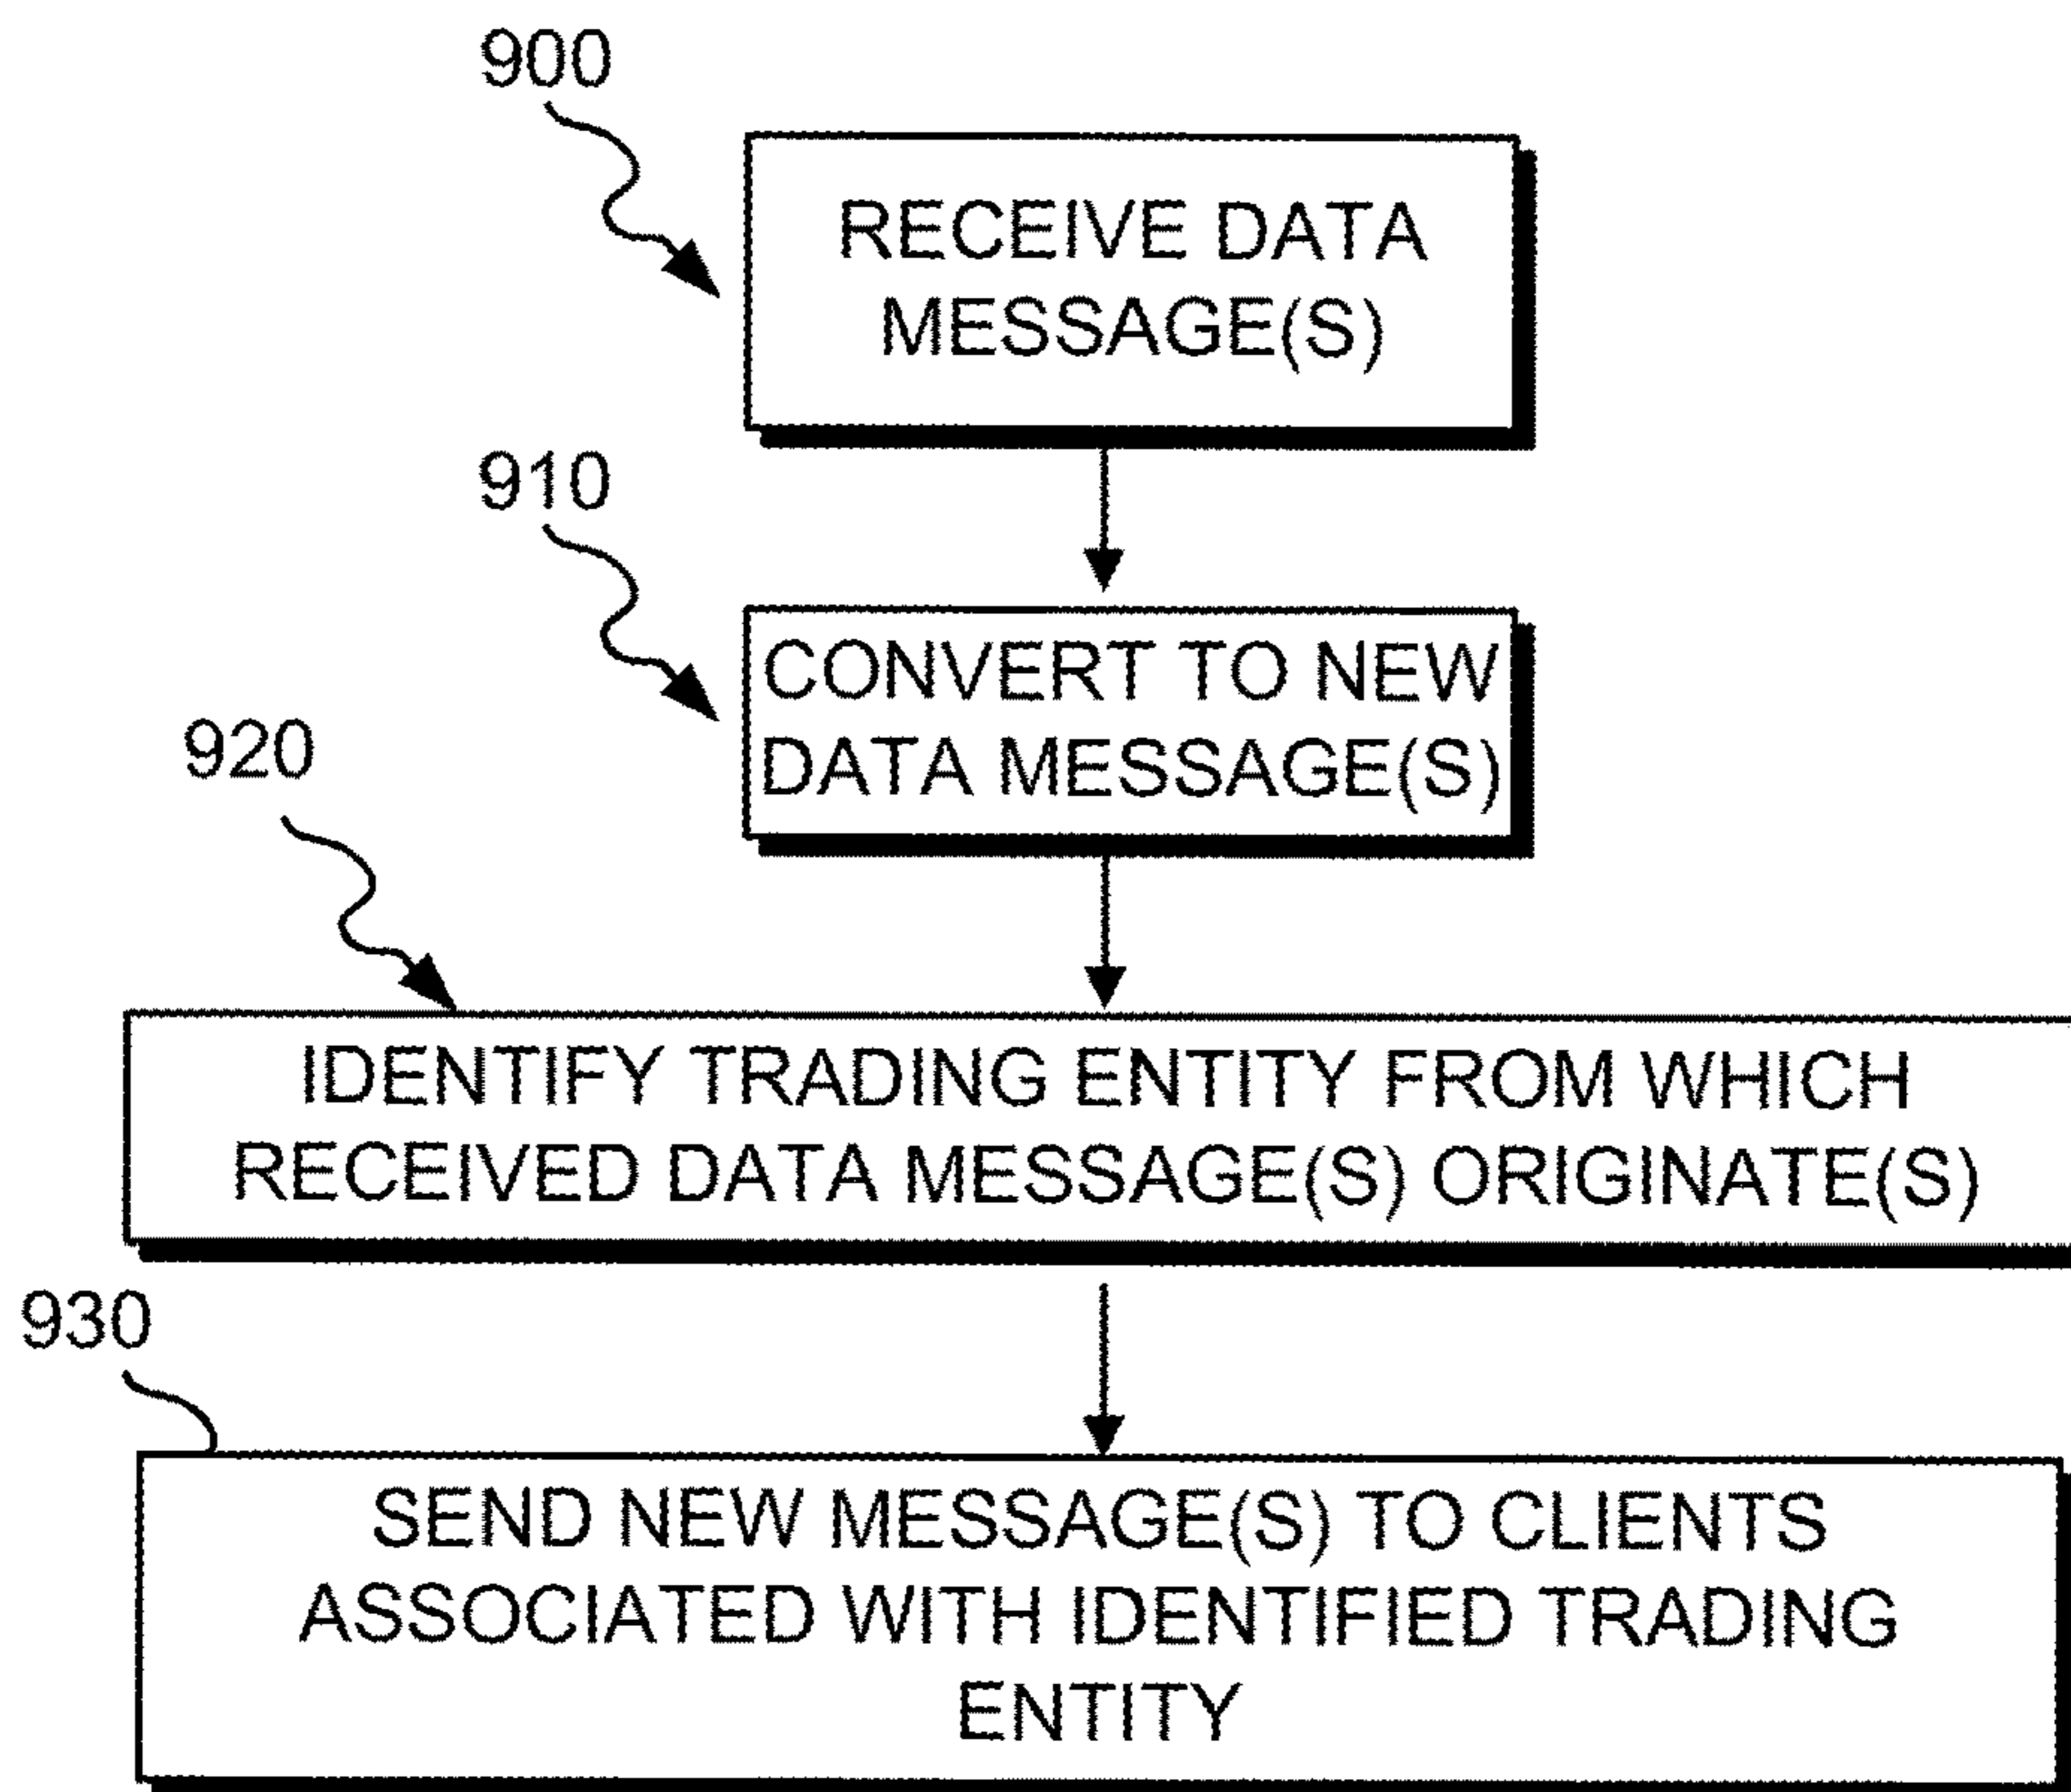 900
RECEIVE DATA
MESSAGE(S)
910
CONVERT TO NEW
DATA MESSAGE(S)
920
IDENTIFY TRADING ENTITY FROM WHICH
RECEIVED DATA MESSAGE(S) ORIGINATE(S)
930
SEND NEW MESSAGE(S) TO CLIENTS
ASSOCIATED WITH IDENTIFIED TRADING
ENTITY